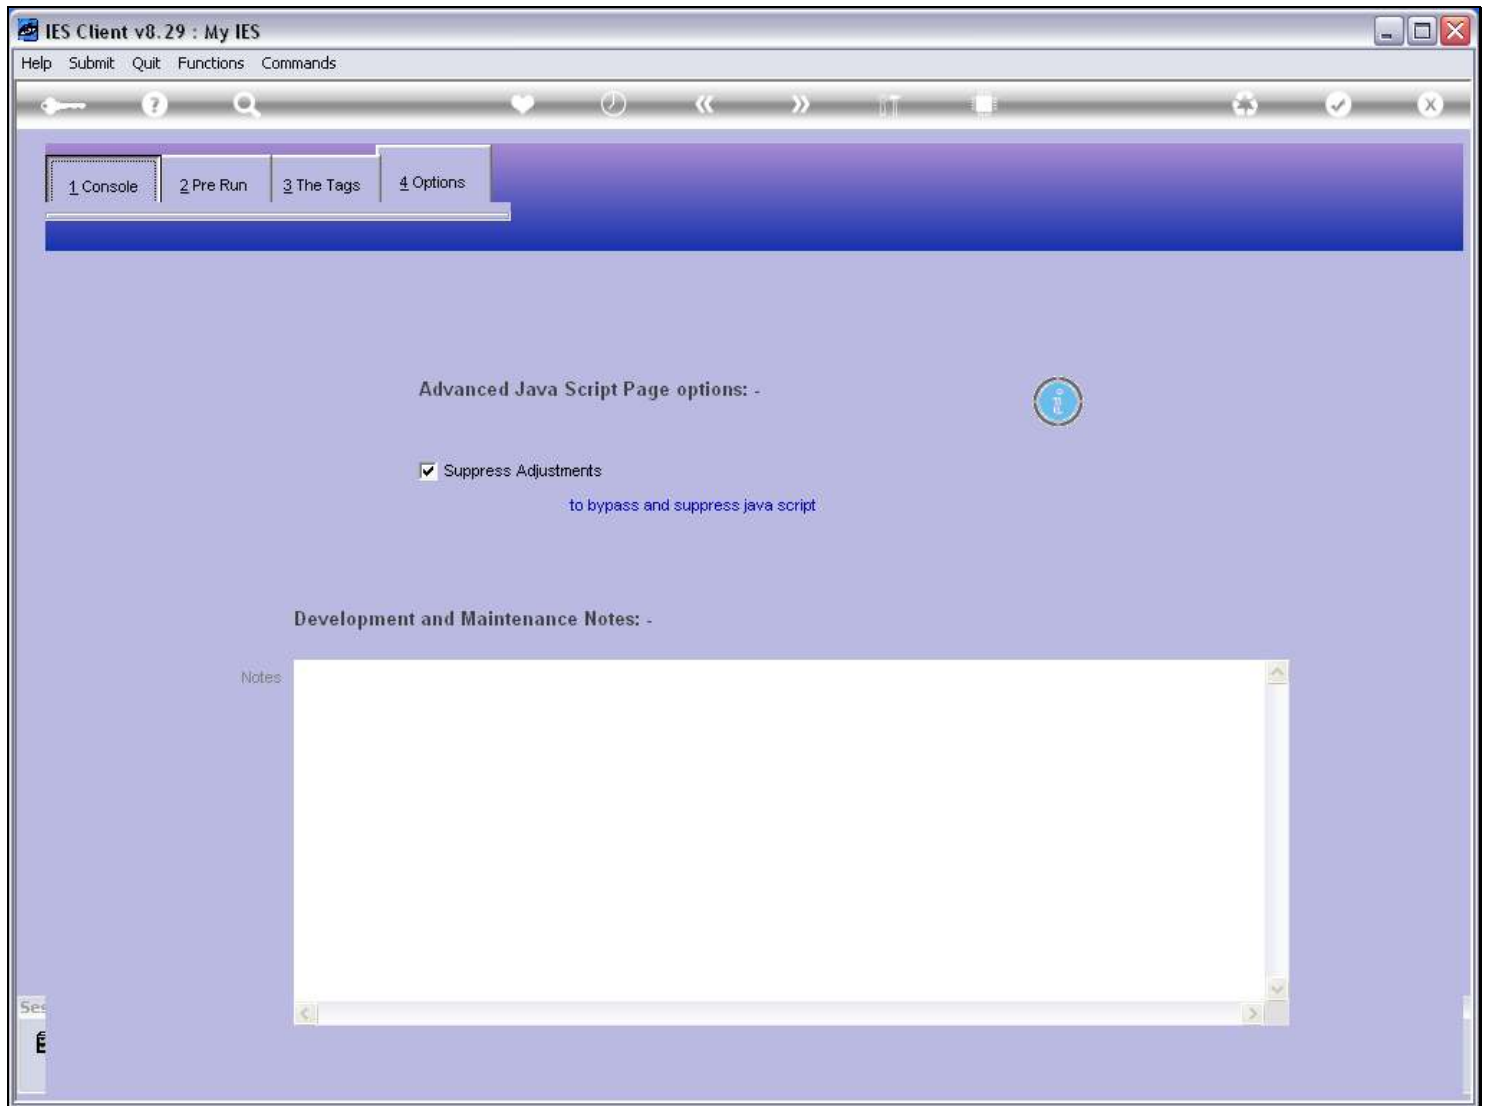 IES Client v8.29 : My IES
Help Submit Quit Functions Commands
1 Console 2 Pre Run 3 The Tags 4 Options
Advanced Java Script Page options: -
Suppress Adjustments
to bypass and suppress java script
Development and Maintenance Notes: -
Notes
Ses